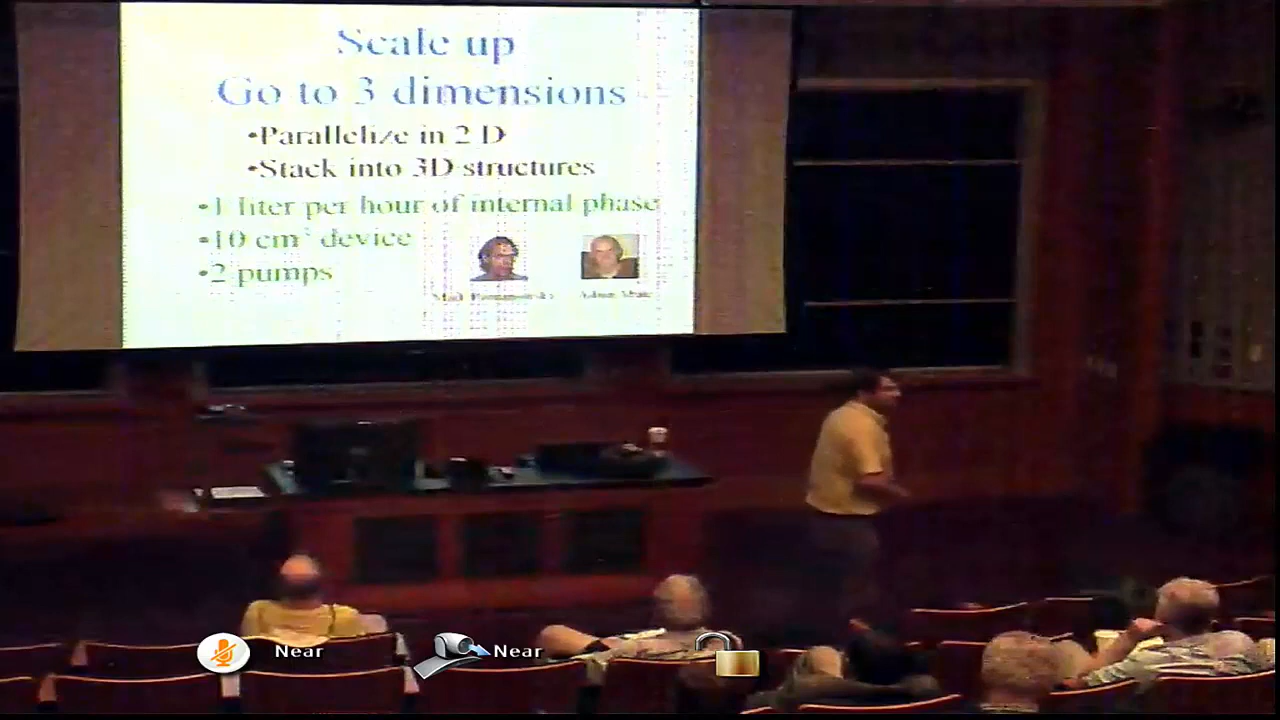 Scale up
Go to 3 dimensions
•Parallelize in 2 D
•Stack into 3D structures
•1 liter per hour of internal phase
•10 cm³ device
•2 pumps
Near
Near